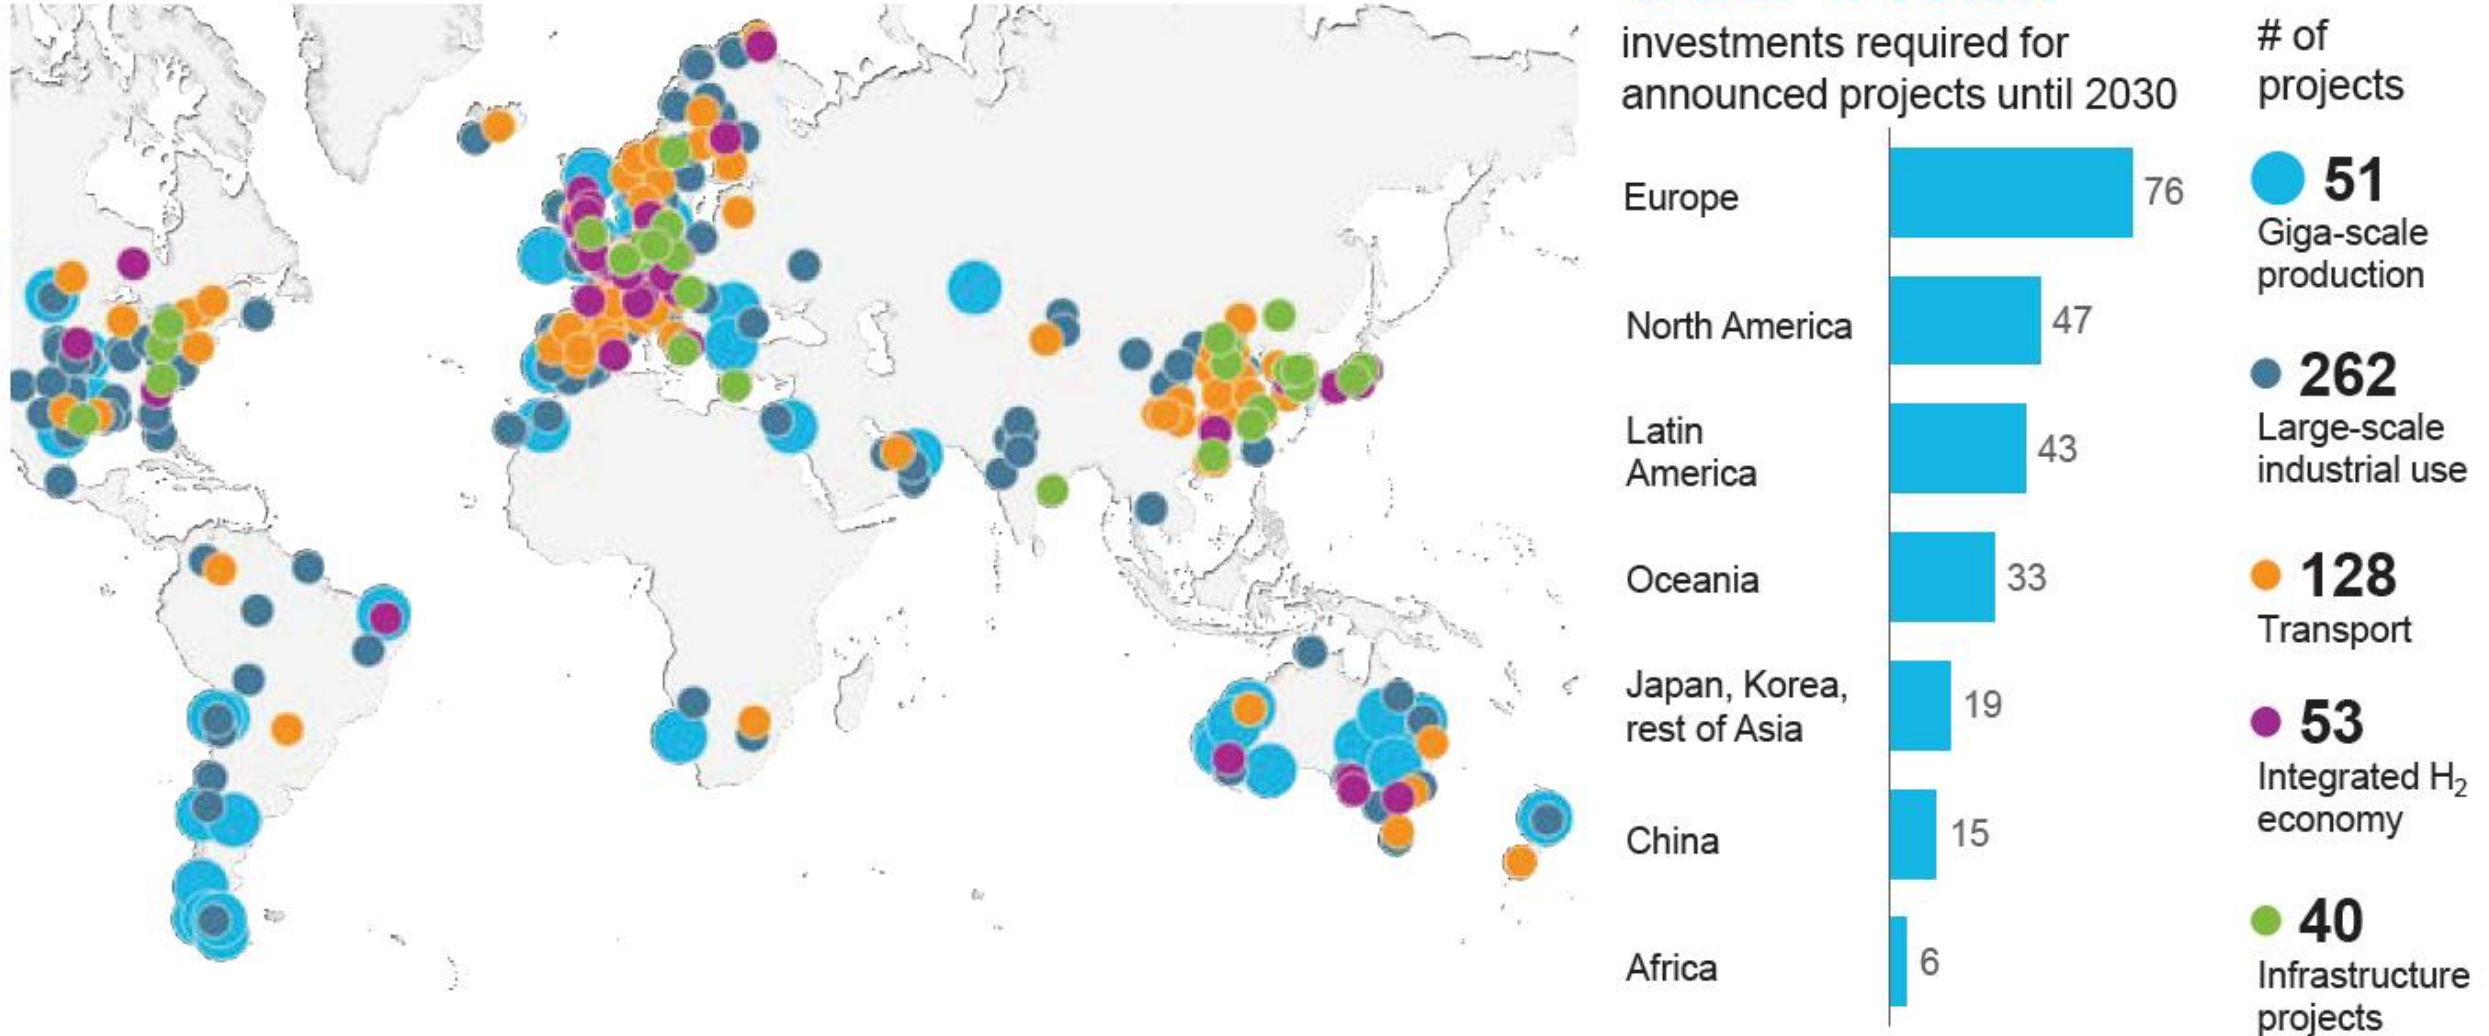 investments required for
announced projects until 2030
Europe
76
North America
47
Latin
America
43
Oceania
33
Japan, Korea,
rest of Asia
19
China
15
Africa
6
# of
projects
51
Giga-scale
production
262
Large-scale
industrial use
128
Transport
53
Integrated H₂
economy
40
Infrastructure
projects